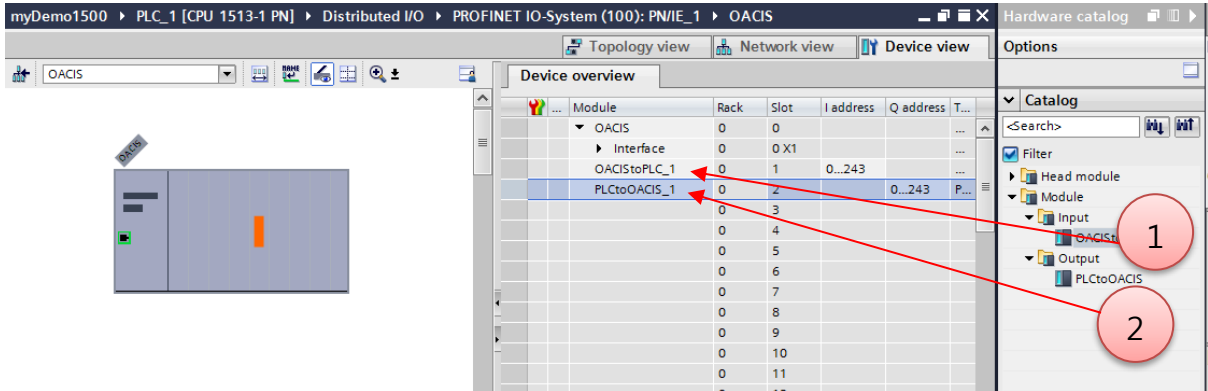 myDemo1500 ▸ PLC_1 [CPU 1513-1 PN] ▸ Distributed I/O ▸ PROFINET IO-System (100): PN/IE_1 ▸ OACIS
Hardware catalog
Topology view Network view Device view
Options
OACIS
Device overview
... Module Rack Slot I address Q address T...
OACIS 0 0 ...
Interface 0 0 X1 ...
OACIStoPLC_1 0 1 0...243 ...
PLCtoOACIS_1 0 2 0...243 P...
0 3
0 4
0 5
0 6
0 7
0 8
0 9
0 10
0 11
OACIS
Catalog
<Search>
Filter
Head module
Module
Input
1
Output
PLCtoOACIS
2